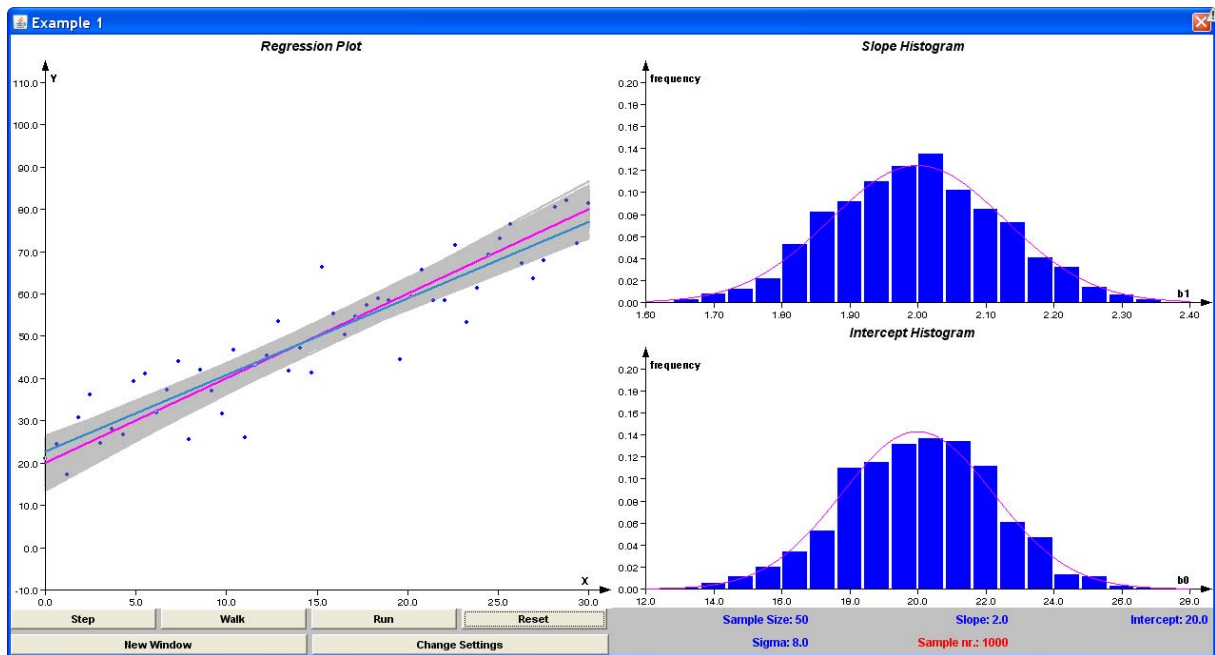 Example 1
Regression Plot
Y
110.0
100.0
90.0
80.0
70.0
60.0
50.0
40.0
30.0
20.0
10.0
0.0
-10.0
X
0.0 5.0 10.0 15.0 20.0 25.0 30.0
Slope Histogram
frequency
0.20
0.18
0.16
0.14
0.12
0.10
0.08
0.06
0.04
0.02
0.00
b1
1.60 1.70 1.80 1.90 2.00 2.10 2.20 2.30 2.40
Intercept Histogram
frequency
0.20
0.18
0.16
0.14
0.12
0.10
0.08
0.06
0.04
0.02
0.00
b0
12.0 14.0 16.0 18.0 20.0 22.0 24.0 26.0 28.0
Step Walk Run Reset
New Window Change Settings
Sample Size: 50 Slope: 2.0 Intercept: 20.0
Sigma: 8.0 Sample nr.: 1000